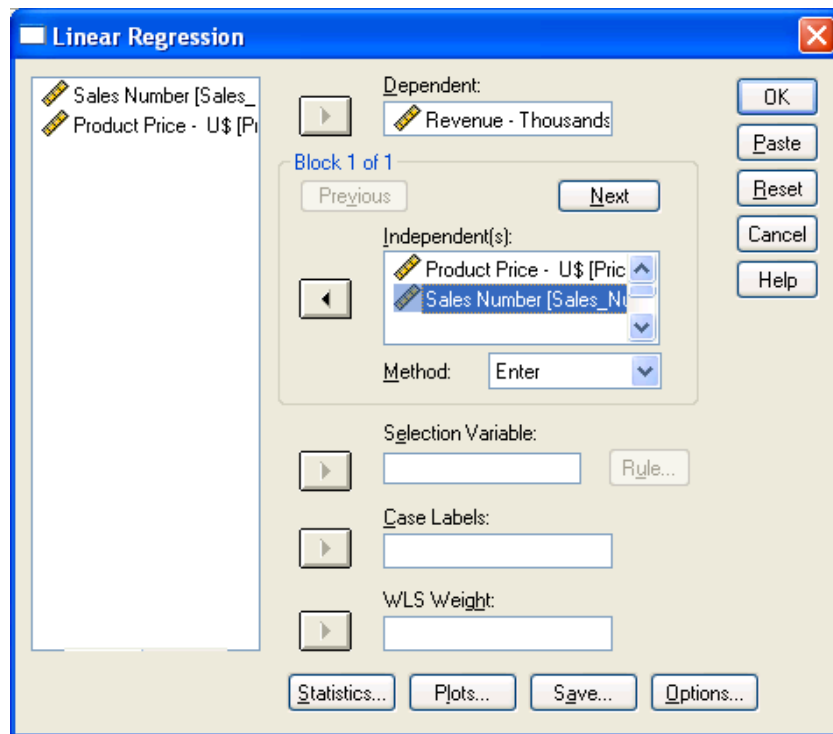 Linear Regression
Sales Number [Sales_
Product Price - U$ [Pr
Dependent:
Revenue - Thousands
Block 1 of 1
Previous
Next
Independent(s):
Product Price - U$ [Pric
Sales Number [Sales_Nu
Method:
Enter
Selection Variable:
Rule...
Case Labels:
WLS Weight:
OK
Paste
Reset
Cancel
Help
Statistics...
Plots...
Save...
Options...